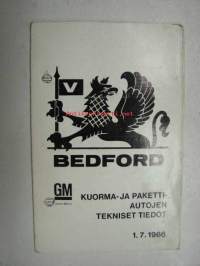 V
BEDFORD
GM
KUORMA- JA PAKETTI-
AUTOJEN
TEKNISET TIEDOT
1.7.1966